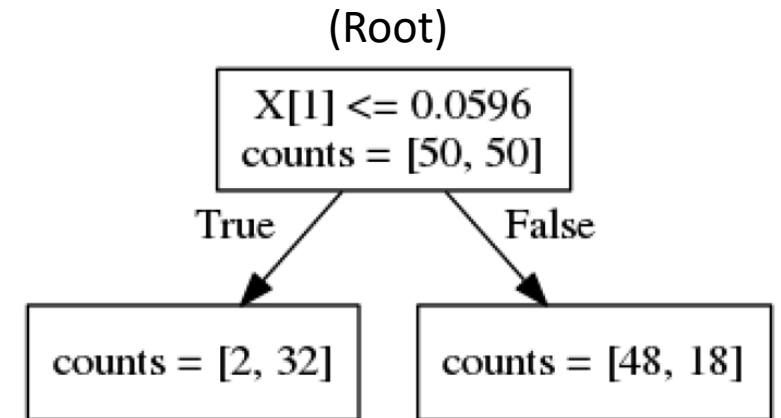 (Root)
X[1] <= 0.0596
counts = [50, 50]
True
False
counts = [2, 32]
counts = [48, 18]